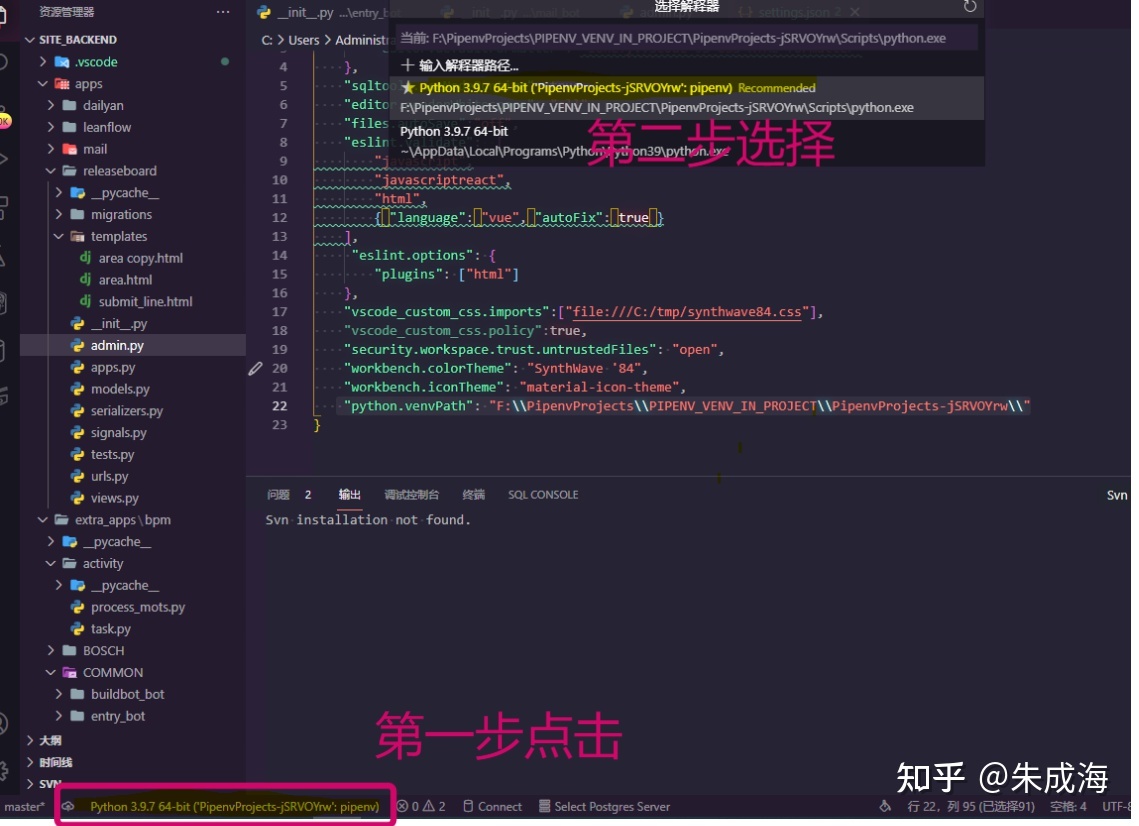 资源管理器 ···
SITE_BACKEND
.vscode
apps
dailyan
leanflow
mail
releaseboard
__pycache__
migrations
templates
area copy.html
area.html
submit_line.html
__init__.py
admin.py
apps.py
models.py
serializers.py
signals.py
tests.py
urls.py
views.py
extra_apps\bpm
__pycache__
activity
__pycache__
process_mots.py
task.py
BOSCH
COMMON
buildbot_bot
entry_bot
大纲
时间线
SVN
__init__.py ...\entry_b
settings.json 2
C: > Users > Administ
选择解释器
当前: F:\PipenvProjects\PIPENV_VENV_IN_PROJECT\PipenvProjects-jSRVOYrw\Scripts\python.exe
输入解释器路径...
Python 3.9.7 64-bit ('PipenvProjects-jSRVOYrw': pipenv) Recommended
F:\PipenvProjects\PIPENV_VENV_IN_PROJECT\PipenvProjects-jSRVOYrw\Scripts\python.exe
Python 3.9.7 64-bit
~\AppData\Local\Programs\Python\Python39\python.exe
第二步选择
4 },
5 "sqltoo
6 "editor
7 "files.autoSave
8 "eslint.validate
9 "javascript",
10 "javascriptreact",
11 "html",
12 { "language": "vue", "autoFix": true }
13 ],
14 "eslint.options": {
15 "plugins": ["html"]
16 },
17 "vscode_custom_css.imports":["file:///C:/tmp/synthwave84.css"],
18 "vscode_custom_css.policy":true,
19 "security.workspace.trust.untrustedFiles": "open",
20 "workbench.colorTheme": "SynthWave '84",
21 "workbench.iconTheme": "material-icon-theme",
22 "python.venvPath": "F:\\PipenvProjects\\PIPENV_VENV_IN_PROJECT\\PipenvProjects-jSRVOYrw\\"
23 }
问题 2 输出 调试控制台 终端 SQL CONSOLE Svn
Svn installation not found.
第一步点击
知乎 @朱成海
master* Python 3.9.7 64-bit ('PipenvProjects-jSRVOYrw': pipenv) 0 2 Connect Select Postgres Server 行 22，列 95 (已选择91) 空格: 4 UTF-8